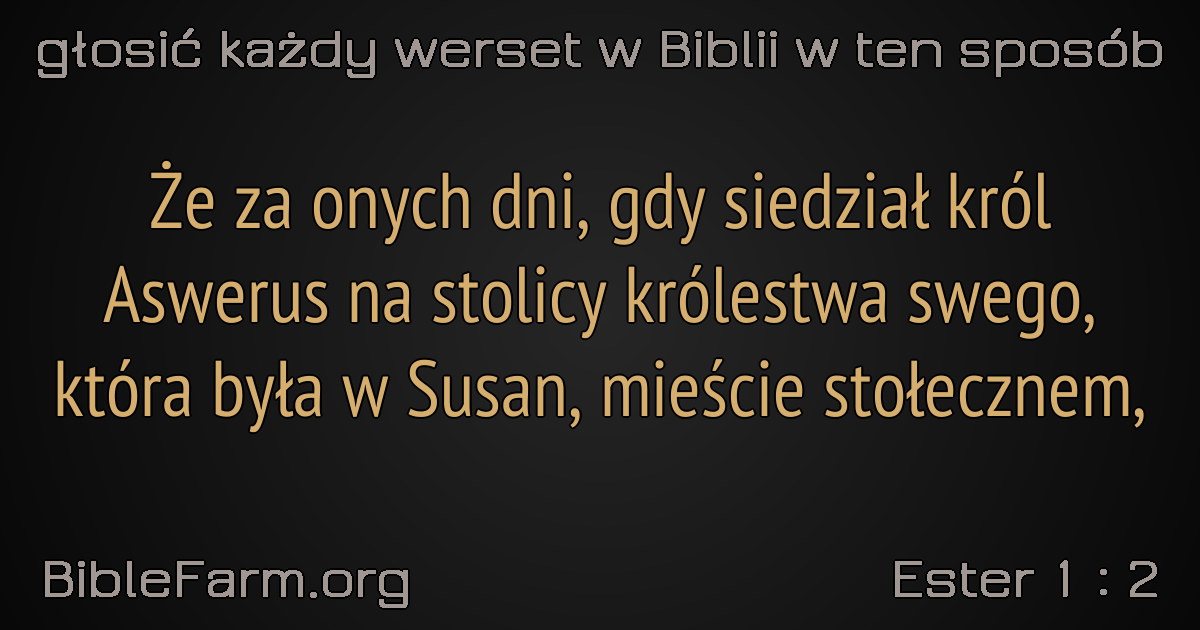 głosić każdy werset w Biblii w ten sposób
Że za onych dni, gdy siedział król
Aswerus na stolicy królestwa swego,
która była w Susan, mieście stołecznem,
BibleFarm.org
Ester 1 : 2